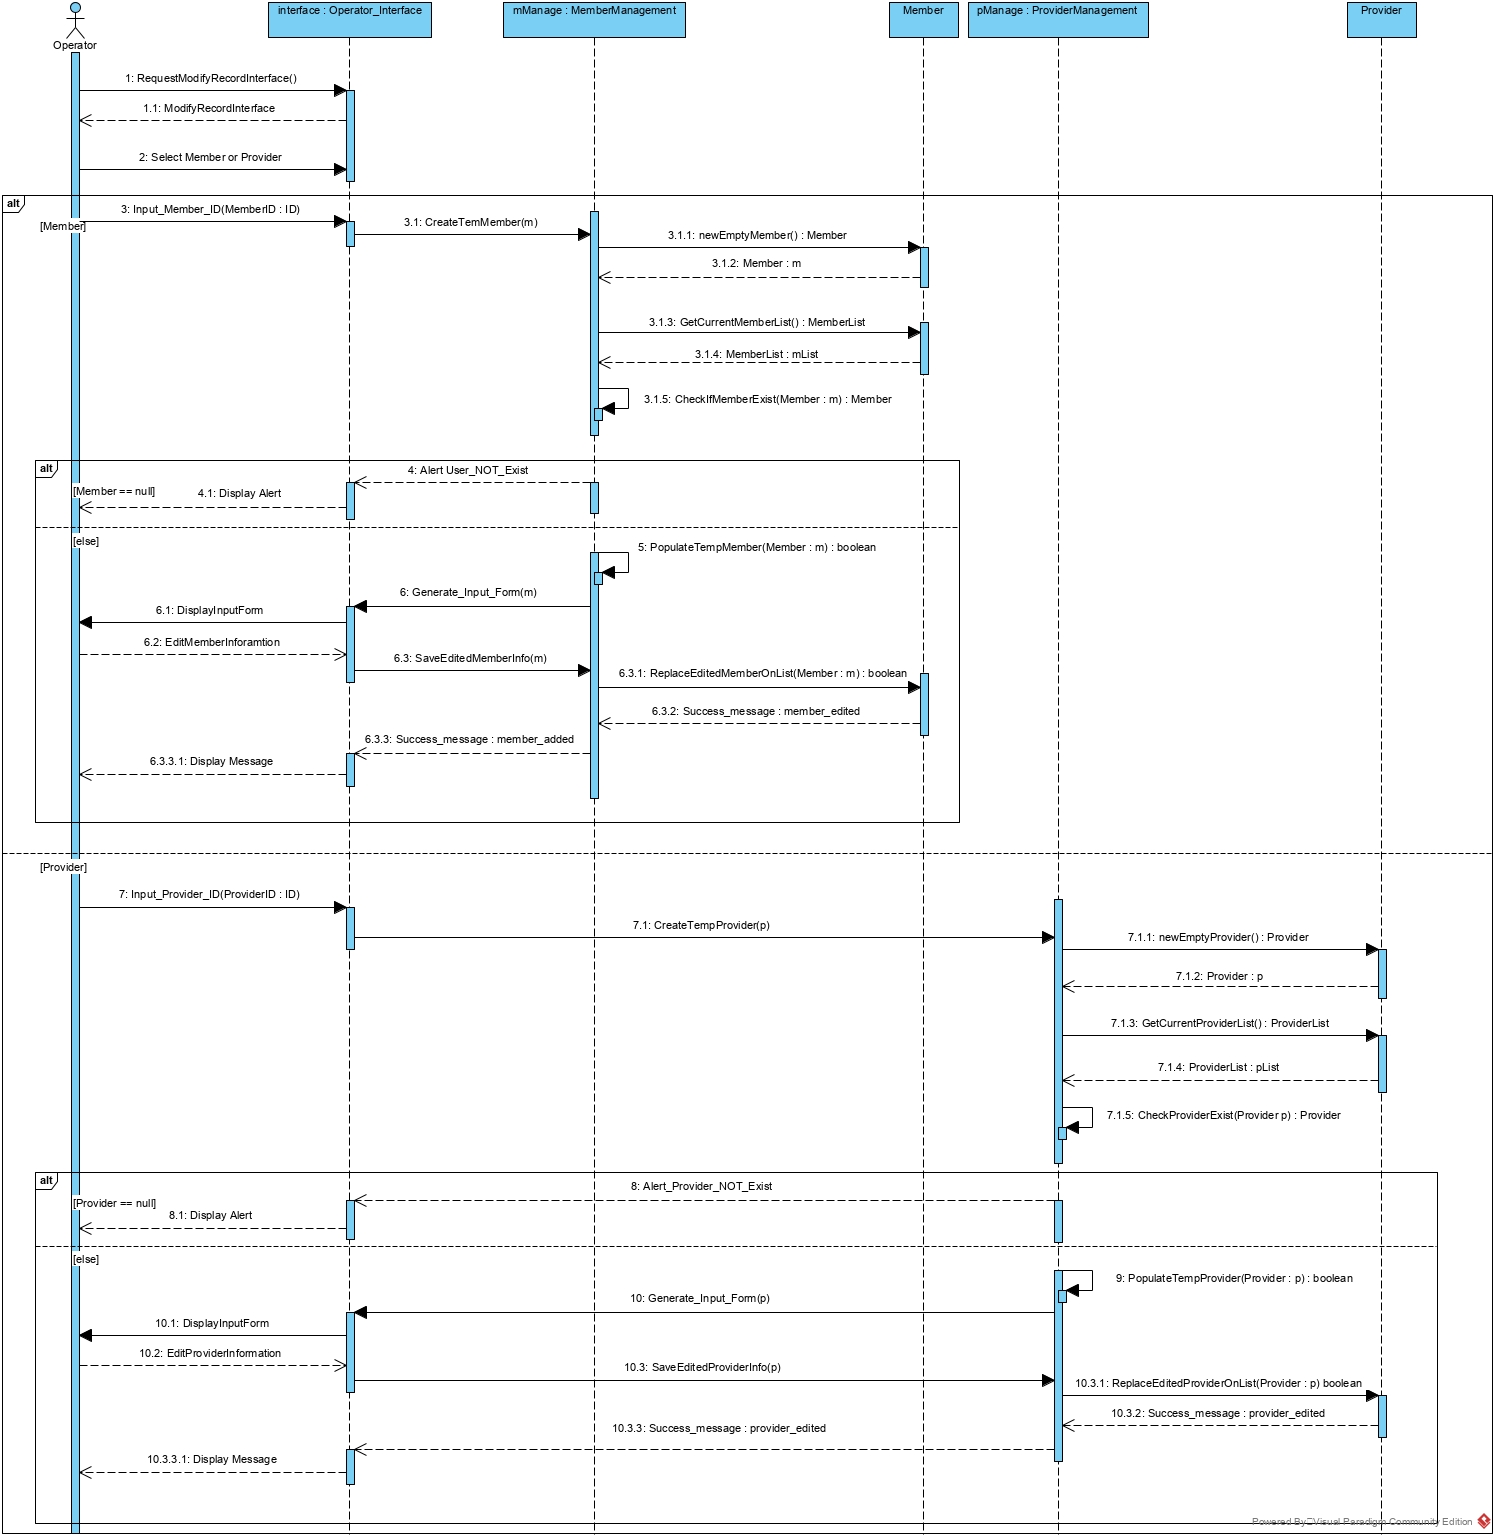 interface : Operator_Interface
mManage : MemberManagement
Member
pManage : ProviderManagement
Provider
Operator
1: RequestModifyRecordInterface()
1.1: ModifyRecordInterface
2: Select Member or Provider
alt
[Member]
3: Input_Member_ID(MemberID : ID)
3.1: CreateTemMember(m)
3.1.1: newEmptyMember() : Member
3.1.2: Member : m
3.1.3: GetCurrentMemberList() : MemberList
3.1.4: MemberList : mList
3.1.5: CheckIfMemberExist(Member : m) : Member
alt
4: Alert User_NOT_Exist
[Member == null]
4.1: Display Alert
[else]
5: PopulateTempMember(Member : m) : boolean
6: Generate_Input_Form(m)
6.1: DisplayInputForm
6.2: EditMemberInforamtion
6.3: SaveEditedMemberInfo(m)
6.3.1: ReplaceEditedMemberOnList(Member : m) : boolean
6.3.2: Success_message : member_edited
6.3.3: Success_message : member_added
6.3.3.1: Display Message
[Provider]
7: Input_Provider_ID(ProviderID : ID)
7.1: CreateTempProvider(p)
7.1.1: newEmptyProvider() : Provider
7.1.2: Provider : p
7.1.3: GetCurrentProviderList() : ProviderList
7.1.4: ProviderList : pList
7.1.5: CheckProviderExist(Provider p) : Provider
alt
8: Alert_Provider_NOT_Exist
[Provider == null]
8.1: Display Alert
[else]
9: PopulateTempProvider(Provider : p) : boolean
10: Generate_Input_Form(p)
10.1: DisplayInputForm
10.2: EditProviderInformation
10.3: SaveEditedProviderInfo(p)
10.3.1: ReplaceEditedProviderOnList(Provider : p) boolean
10.3.2: Success_message : provider_edited
10.3.3: Success_message : provider_edited
10.3.3.1: Display Message
Powered By Visual Paradigm Community Edition